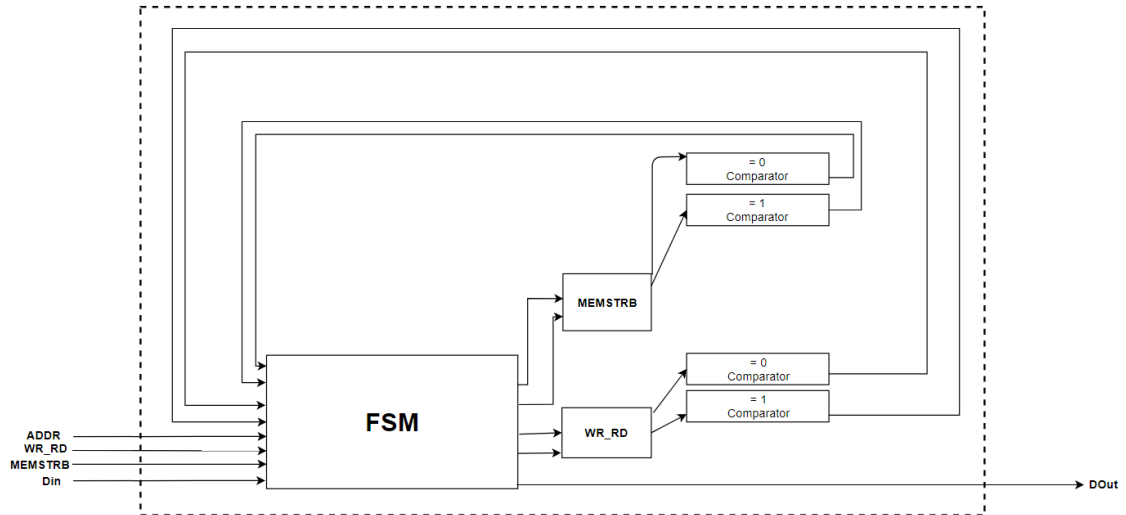 = 0
Comparator
= 1
Comparator
MEMSTRB
= 0
Comparator
= 1
Comparator
FSM
WR_RD
ADDR
WR_RD
MEMSTRB
Din
DOut